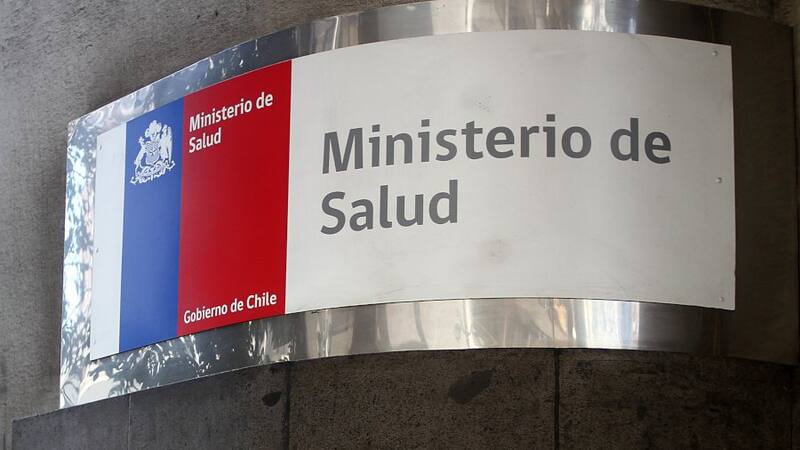 Ministerio de
Salud
Gobierno de Chile
Ministerio de
Salud